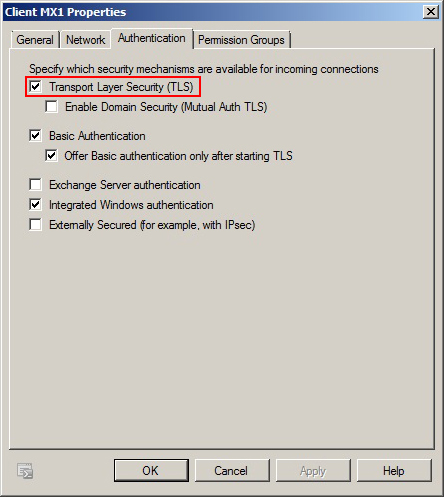 Client MX1 Properties
General Network Authentication Permission Groups
Specify which security mechanisms are available for incoming connections
Transport Layer Security (TLS)
Enable Domain Security (Mutual Auth TLS)
Basic Authentication
Offer Basic authentication only after starting TLS
Exchange Server authentication
Integrated Windows authentication
Externally Secured (for example, with IPsec)
OK Cancel Apply Help